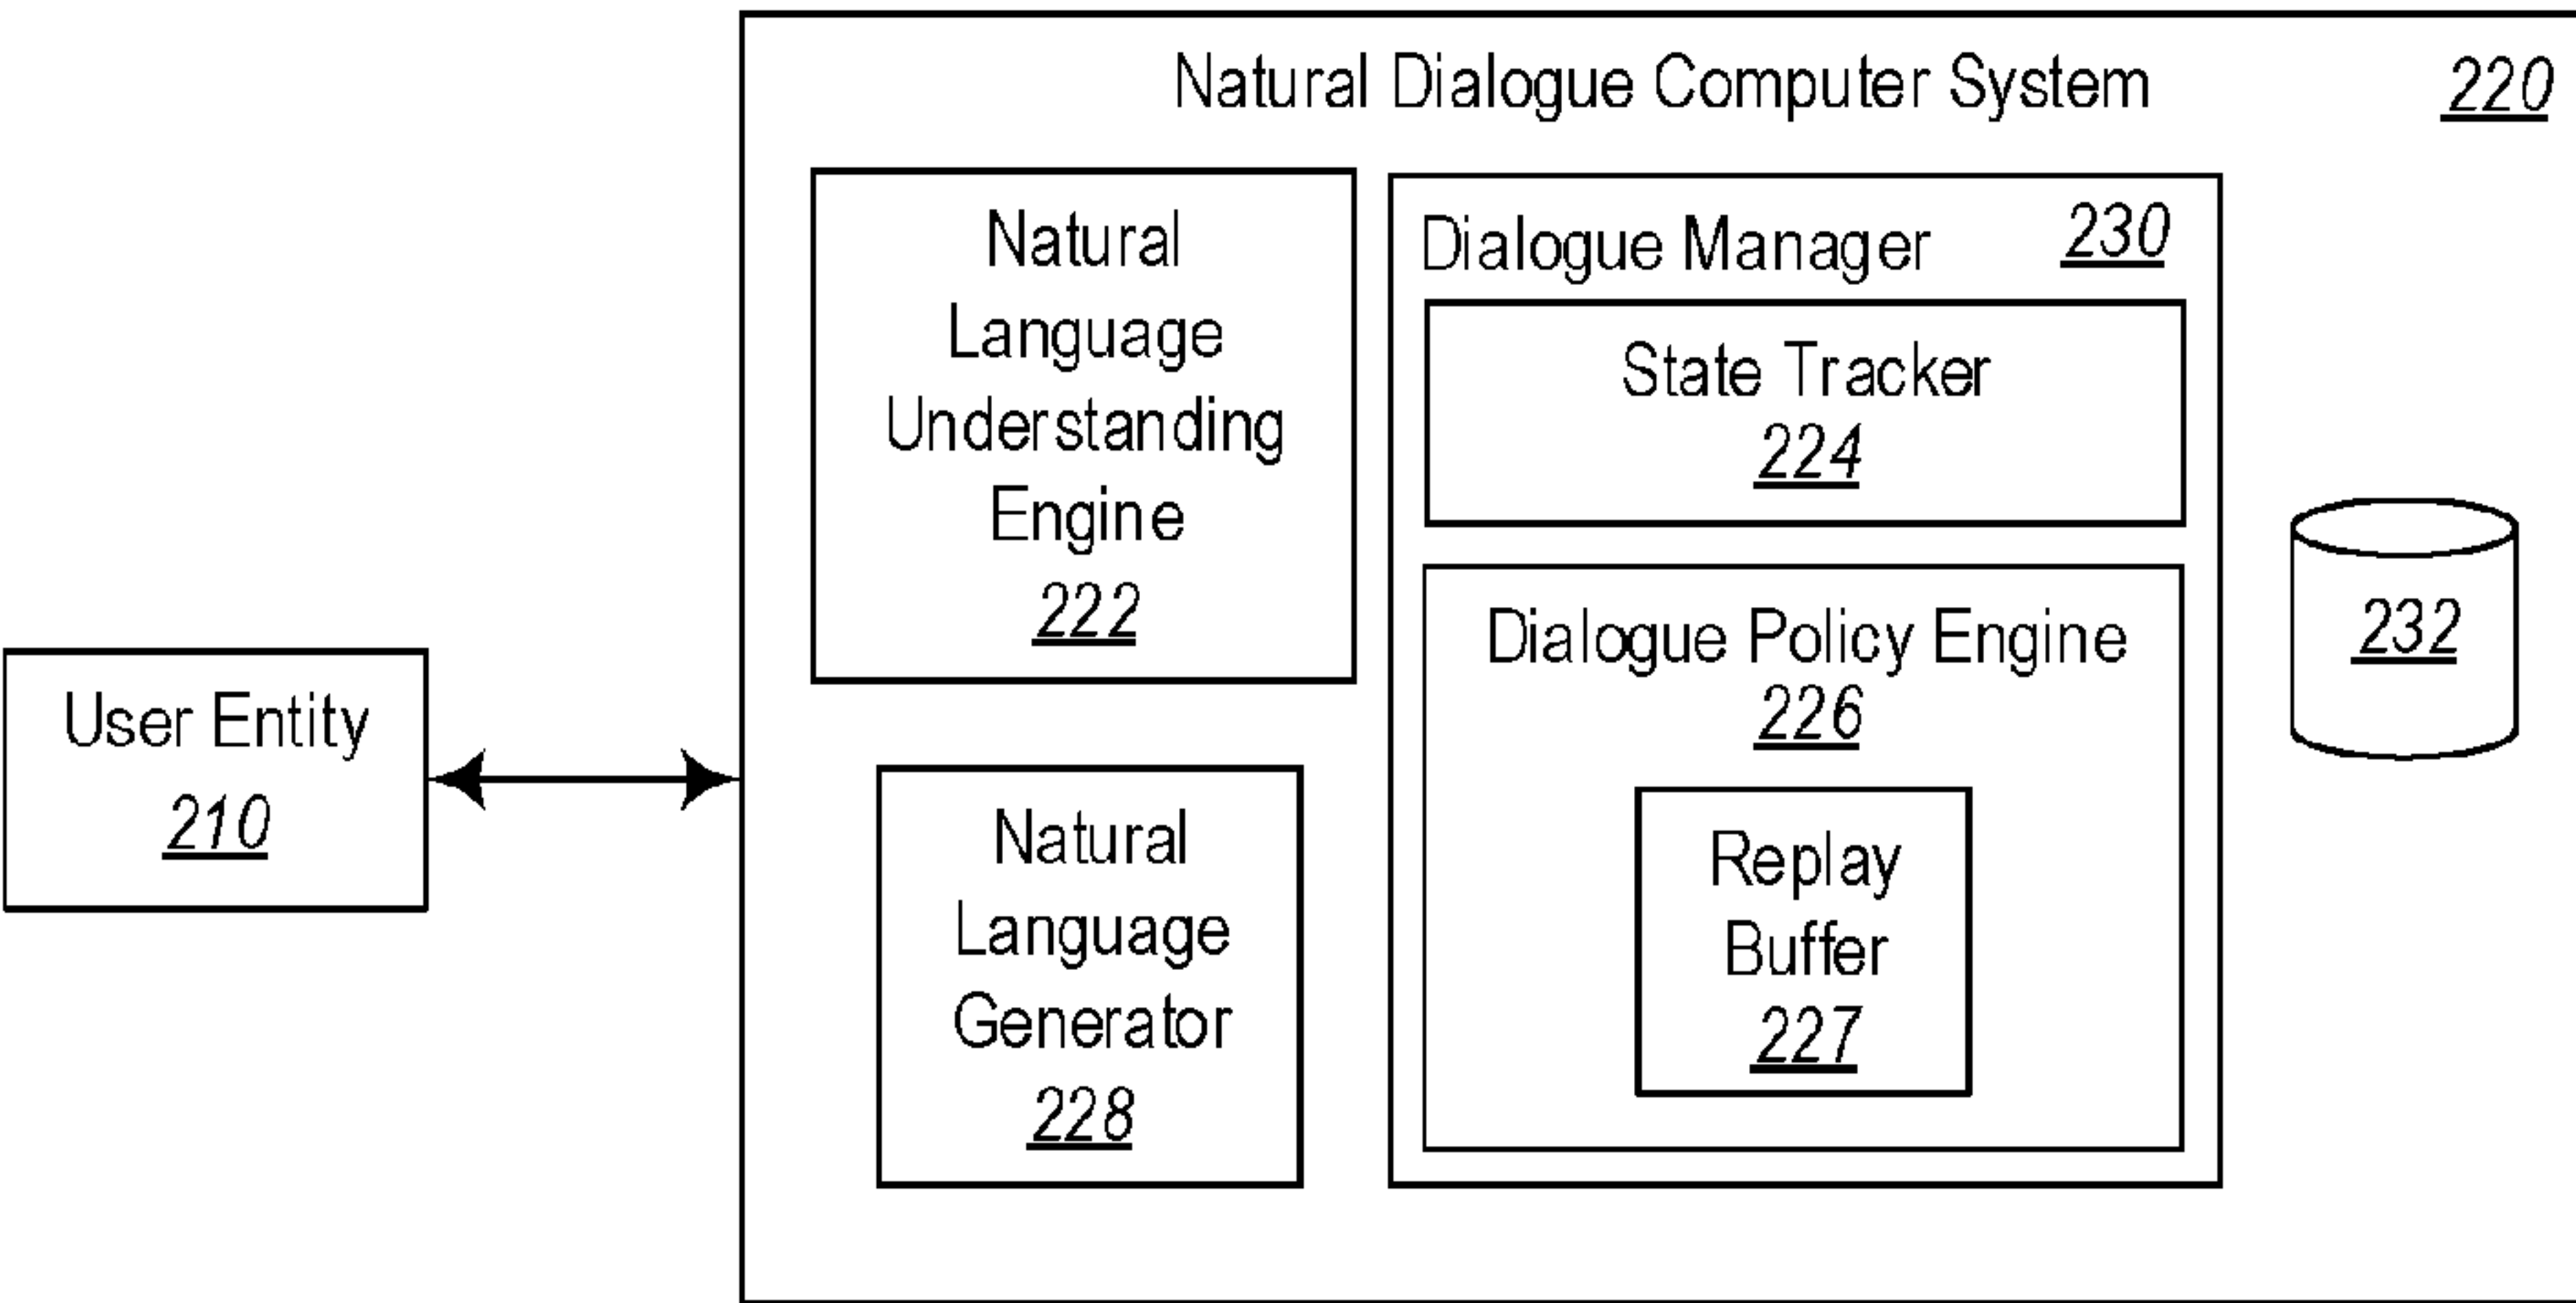 Natural Dialogue Computer System 220
Natural
Language
Understanding
Engine
222
Dialogue Manager 230
State Tracker
224
Dialogue Policy Engine
226
Replay
Buffer
227
232
User Entity
210
Natural
Language
Generator
228